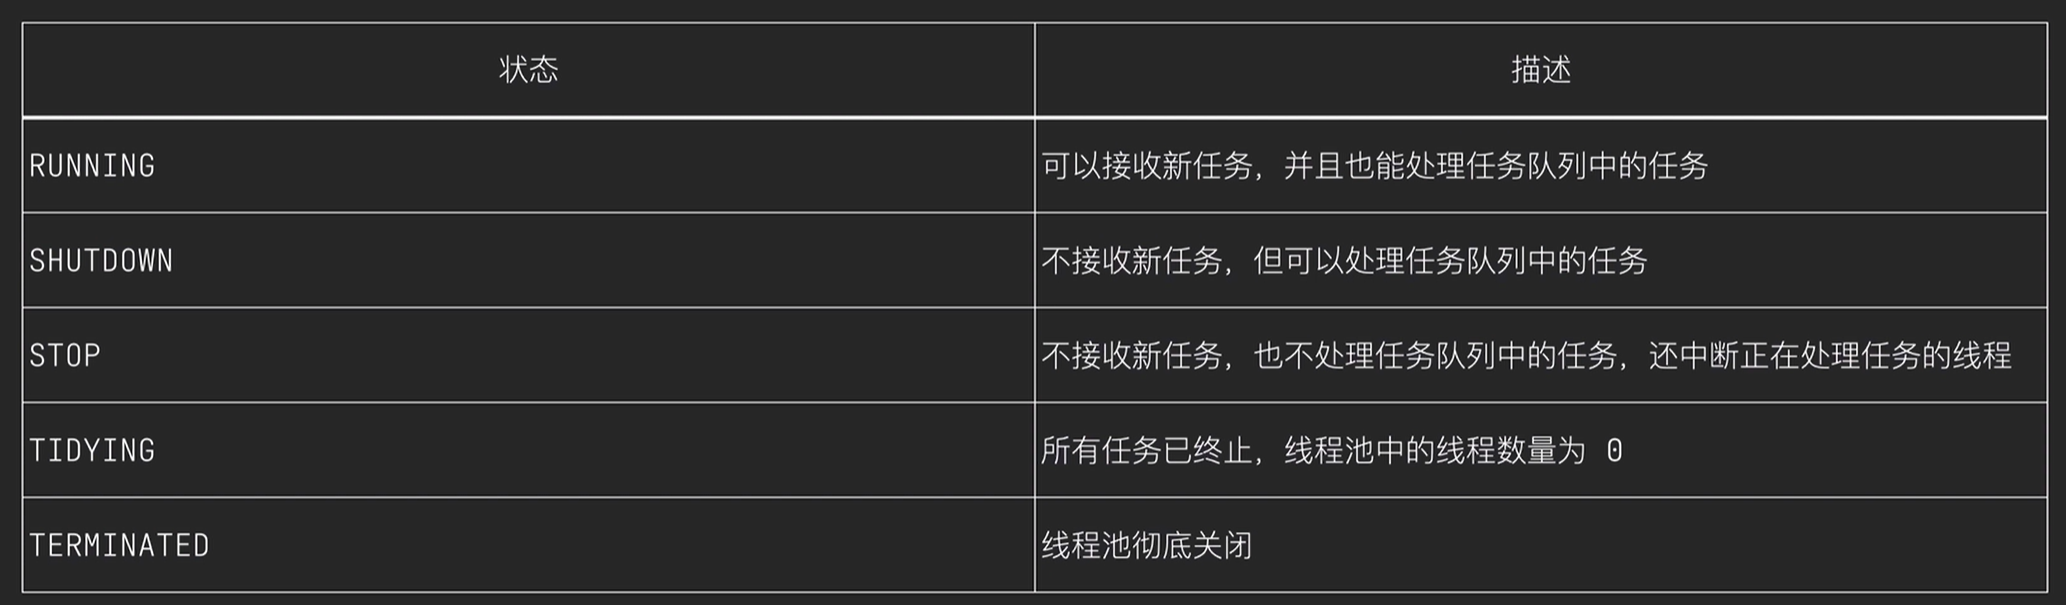 状态
描述
RUNNING
可以接收新任务，并且也能处理任务队列中的任务
SHUTDOWN
不接收新任务，但可以处理任务队列中的任务
STOP
不接收新任务，也不处理任务队列中的任务，还中断正在处理任务的线程
TIDYING
所有任务已终止，线程池中的线程数量为 0
TERMINATED
线程池彻底关闭